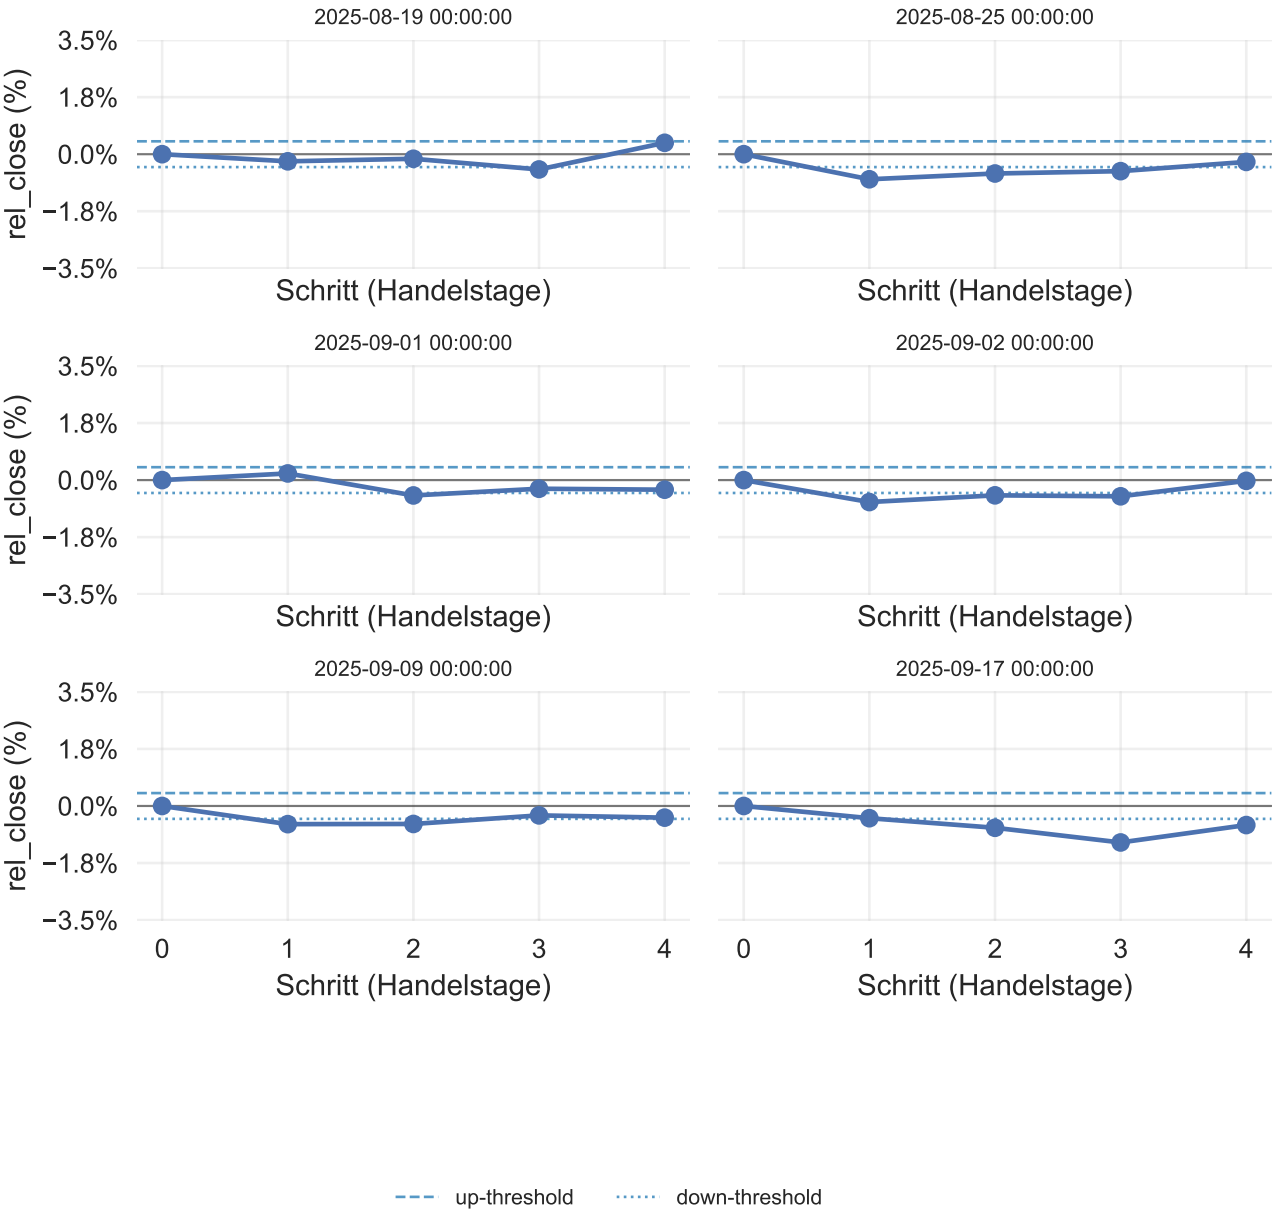 2025-08-19 00:00:00
2025-08-25 00:00:00
3.5%
1.8%
0.0%
−1.8%
−3.5%
rel_close (%)
Schritt (Handelstage)
Schritt (Handelstage)
2025-09-01 00:00:00
2025-09-02 00:00:00
3.5%
1.8%
0.0%
−1.8%
−3.5%
rel_close (%)
Schritt (Handelstage)
Schritt (Handelstage)
2025-09-09 00:00:00
2025-09-17 00:00:00
3.5%
1.8%
0.0%
−1.8%
−3.5%
rel_close (%)
0 1 2 3 4
0 1 2 3 4
Schritt (Handelstage)
Schritt (Handelstage)
up-threshold
down-threshold